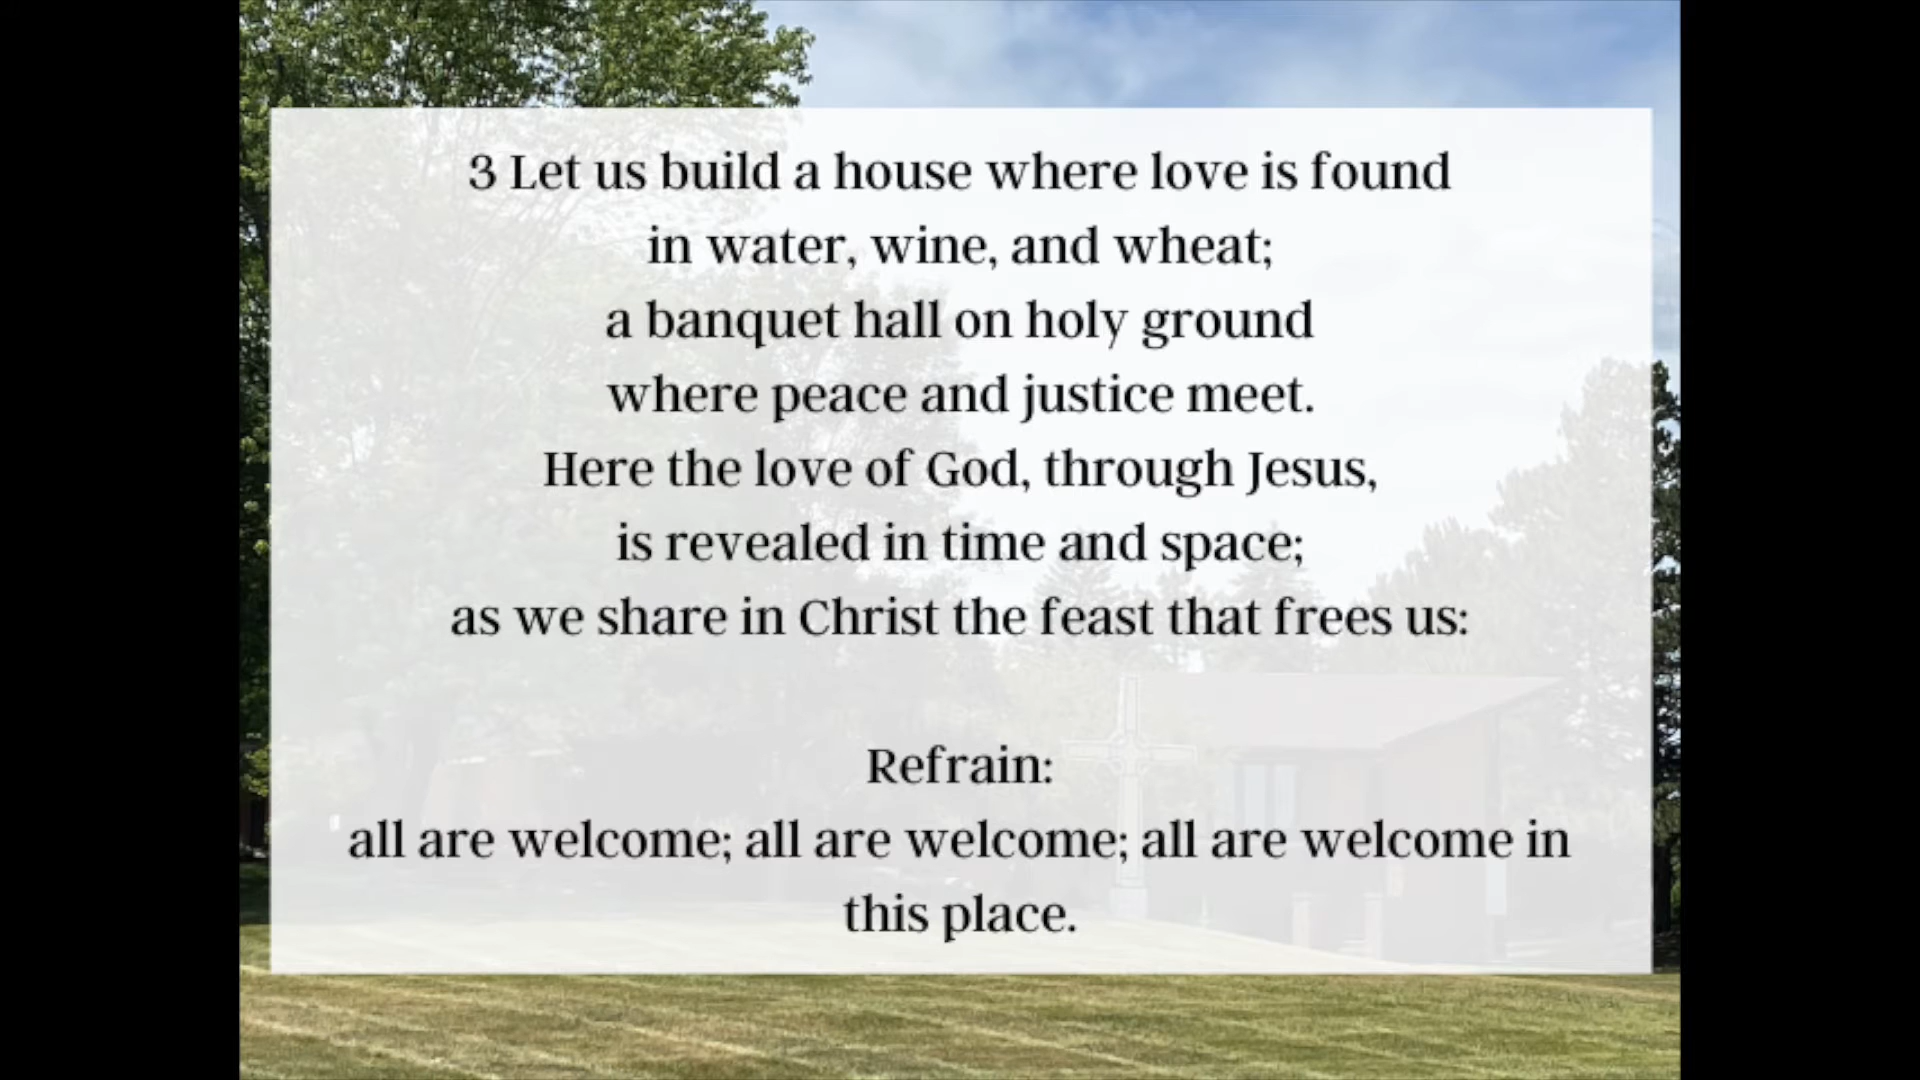 3 Let us build a house where love is found
in water, wine, and wheat;
a banquet hall on holy ground
where peace and justice meet.
Here the love of God, through Jesus,
is revealed in time and space;
as we share in Christ the feast that frees us:
Refrain:
all are welcome; all are welcome; all are welcome in
this place.